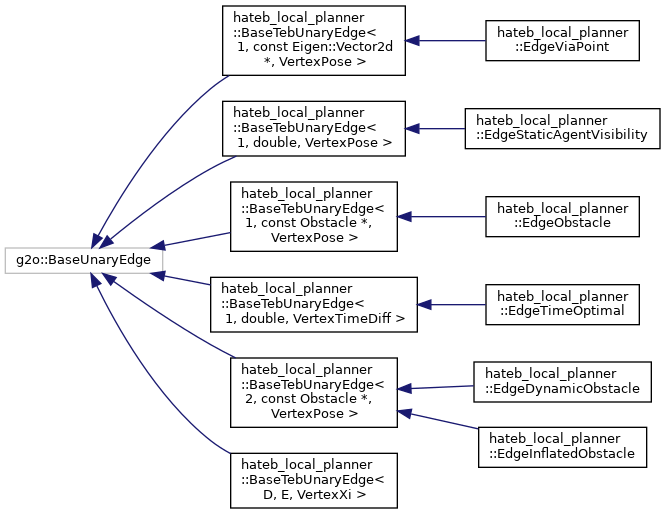 hateb_local_planner
::BaseTebUnaryEdge<
1, const Eigen::Vector2d
*, VertexPose >
hateb_local_planner
::EdgeViaPoint
hateb_local_planner
::BaseTebUnaryEdge<
1, double, VertexPose >
hateb_local_planner
::EdgeStaticAgentVisibility
hateb_local_planner
::BaseTebUnaryEdge<
1, const Obstacle *,
VertexPose >
hateb_local_planner
::EdgeObstacle
g2o::BaseUnaryEdge
hateb_local_planner
::BaseTebUnaryEdge<
1, double, VertexTimeDiff >
hateb_local_planner
::EdgeTimeOptimal
hateb_local_planner
::BaseTebUnaryEdge<
2, const Obstacle *,
VertexPose >
hateb_local_planner
::EdgeDynamicObstacle
hateb_local_planner
::EdgeInflatedObstacle
hateb_local_planner
::BaseTebUnaryEdge<
D, E, VertexXi >